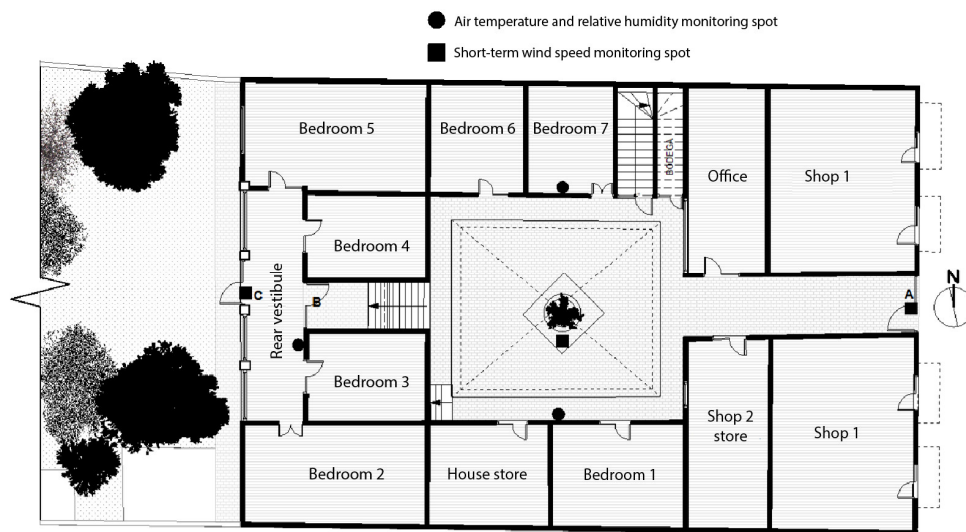 Air temperature and relative humidity monitoring spot
Short-term wind speed monitoring spot
Bedroom 5
Bedroom 6
Bedroom 7
BODEGA
Office
Shop 1
Bedroom 4
Rear vestibule
C
B
A
N
Bedroom 3
Bedroom 2
House store
Bedroom 1
Shop 2
store
Shop 1